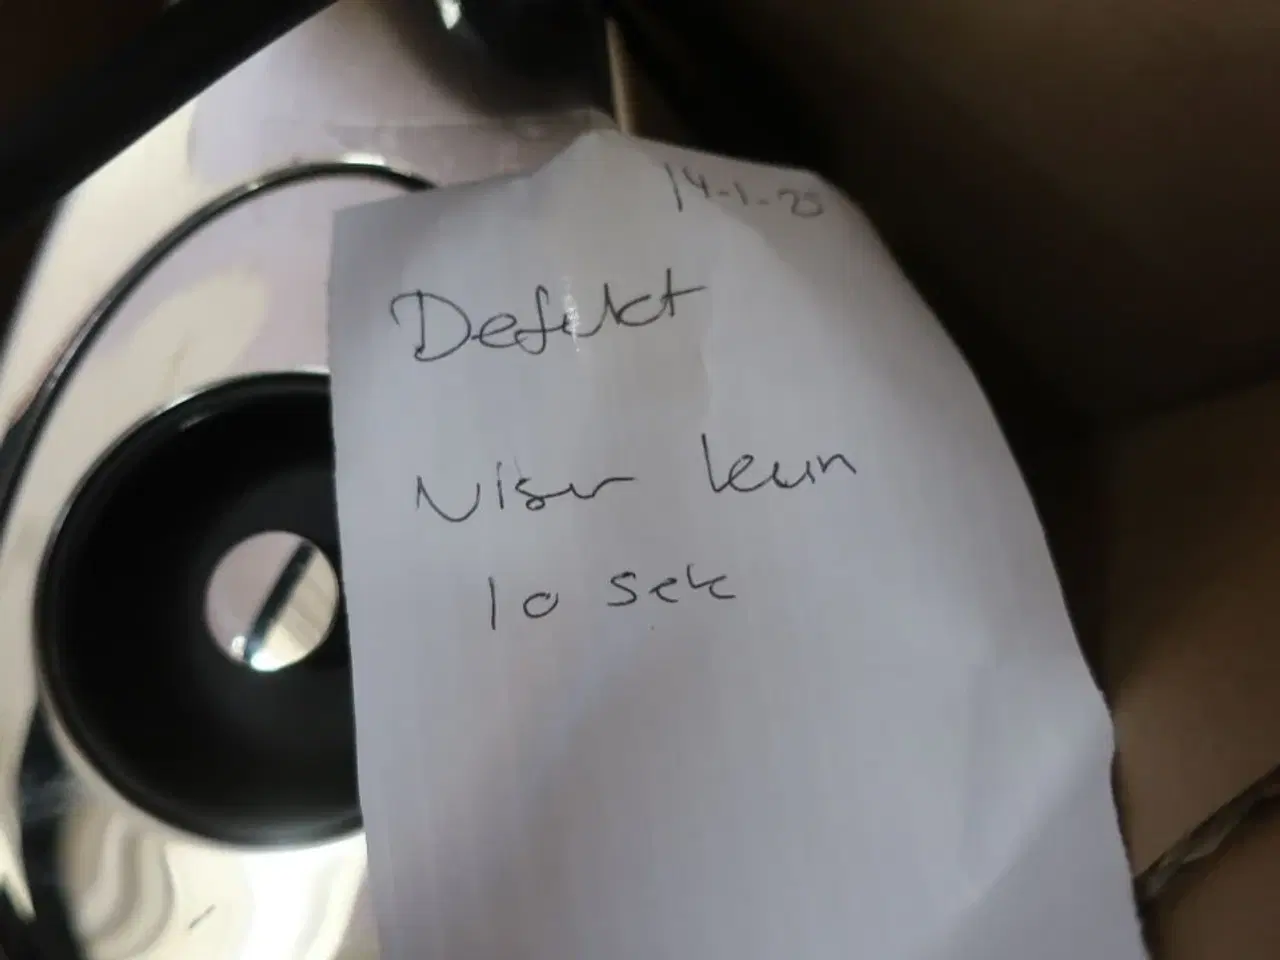 14-1-25
Defekt
Viser kun
10 sek